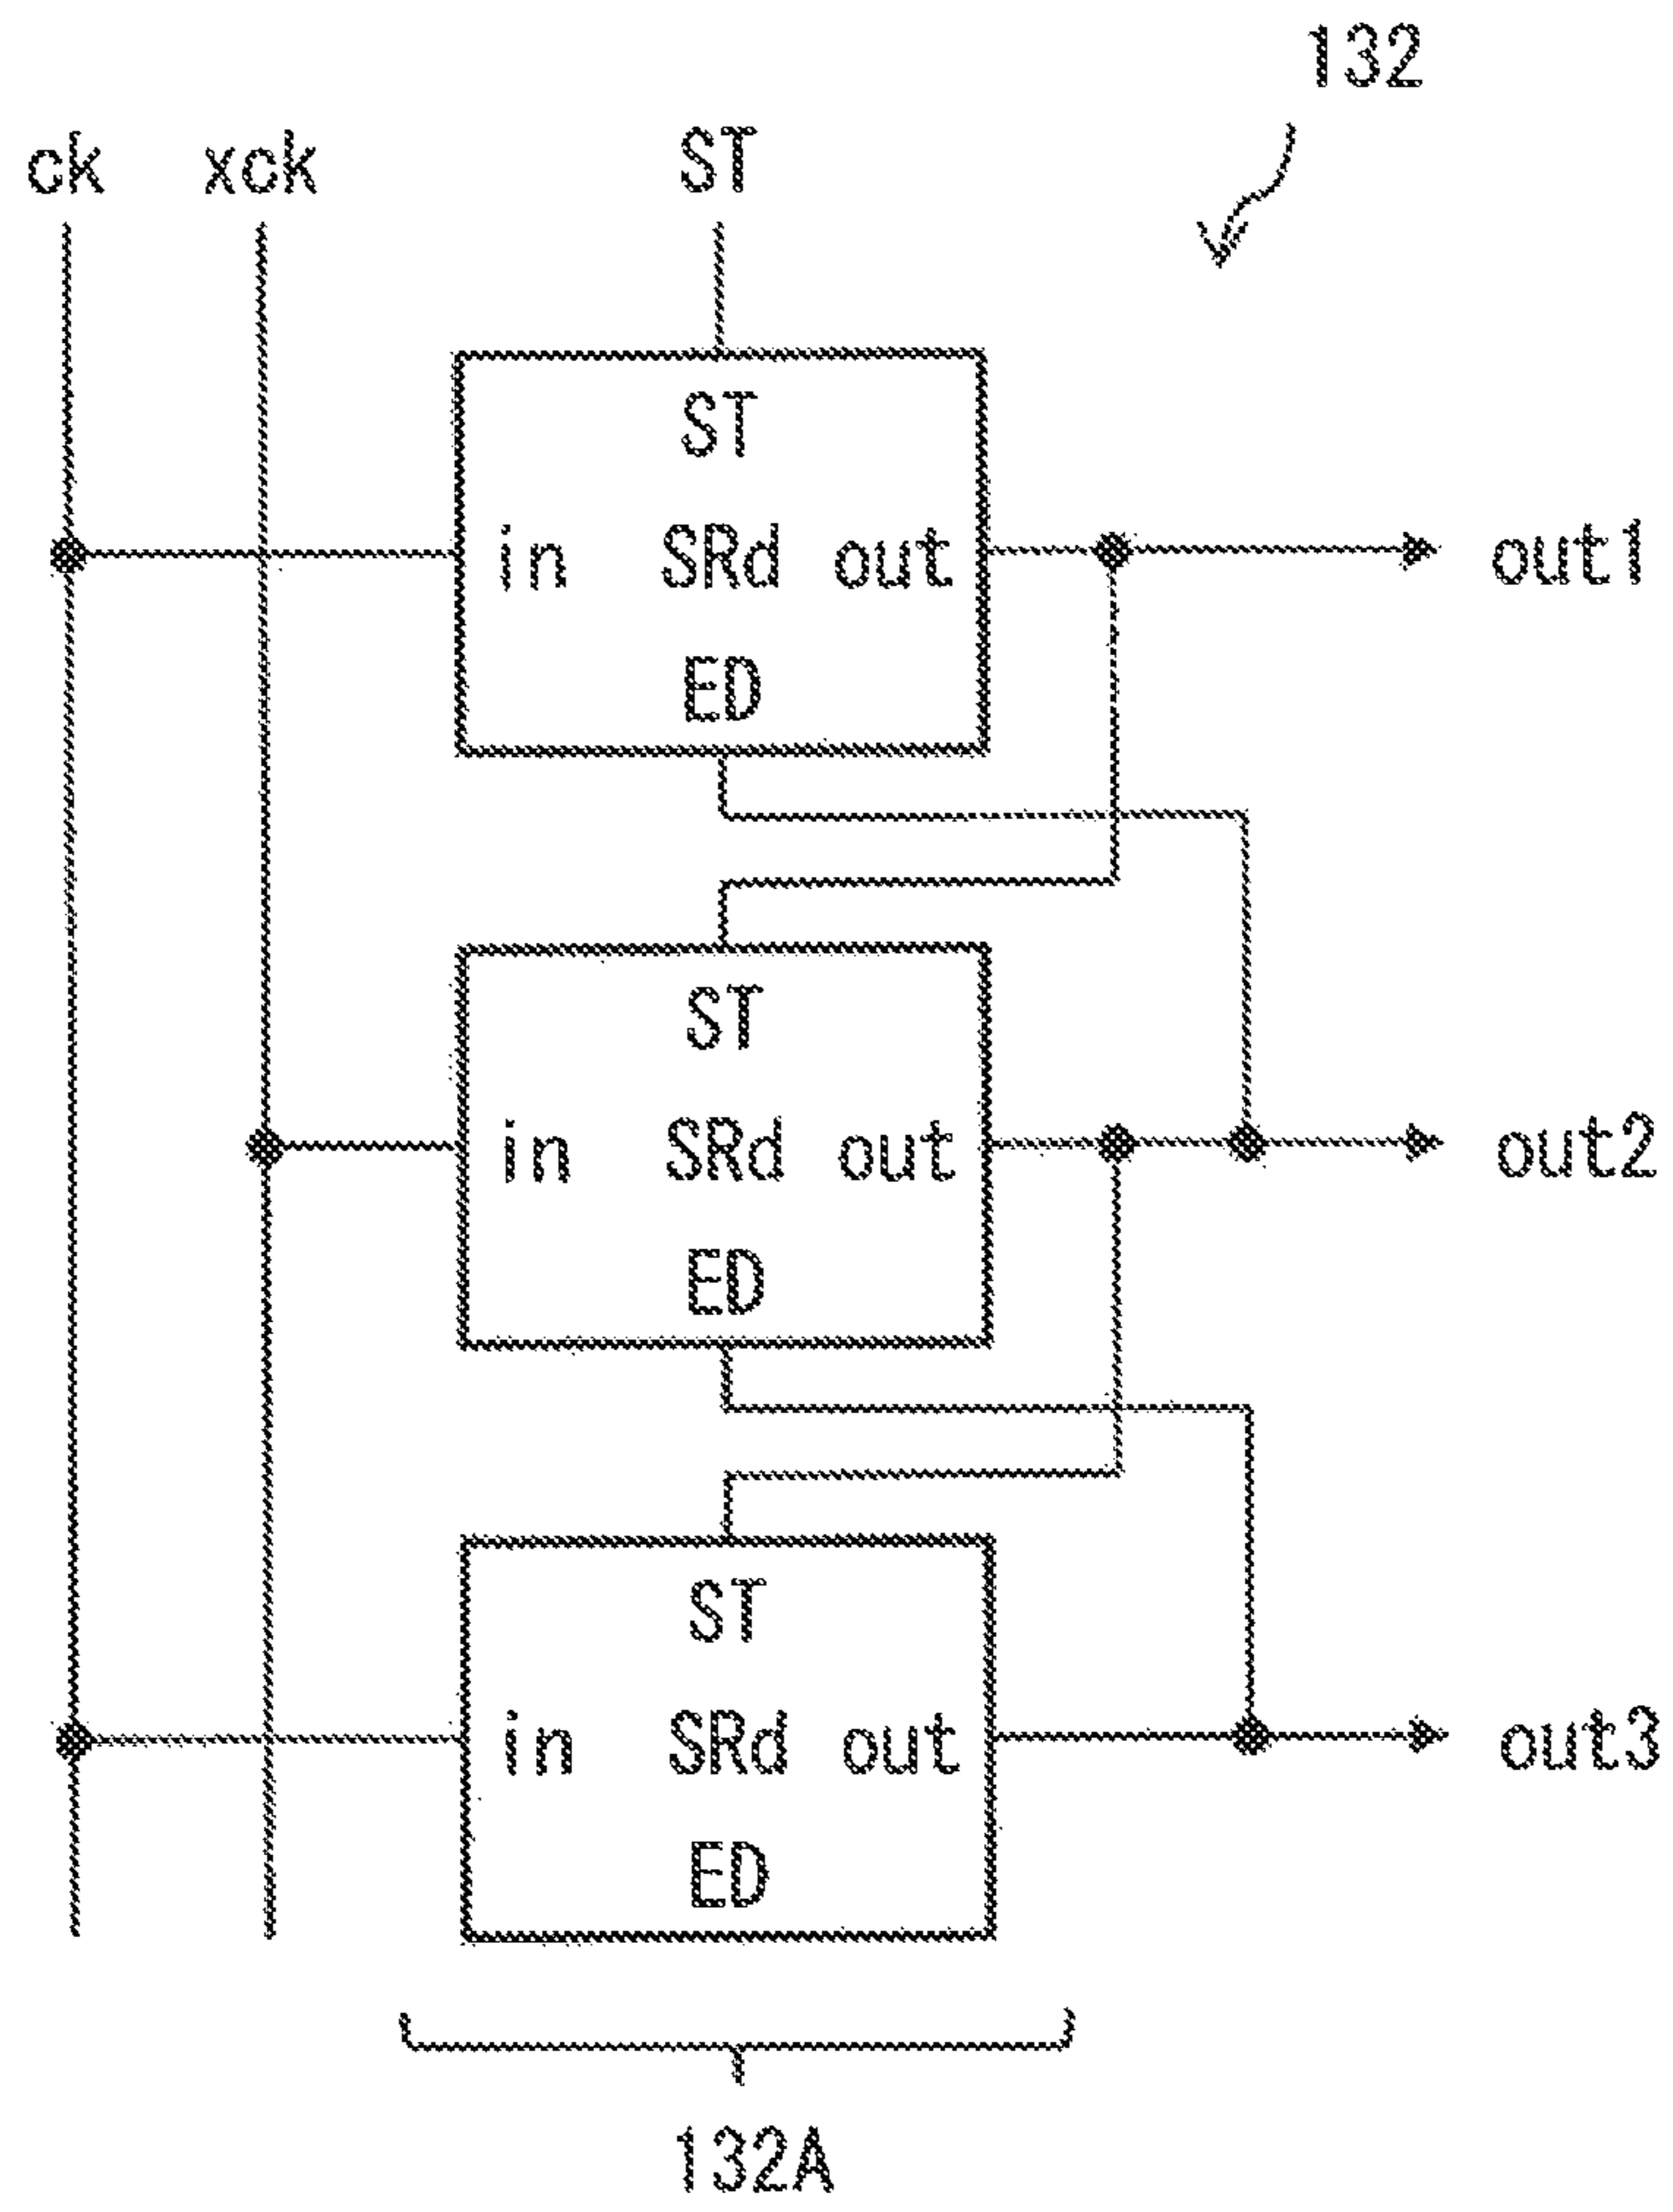 132
ck xck ST
ST
in SRd out out1
ED
ST
in SRd out out2
ED
ST
in SRd out out3
ED
132A